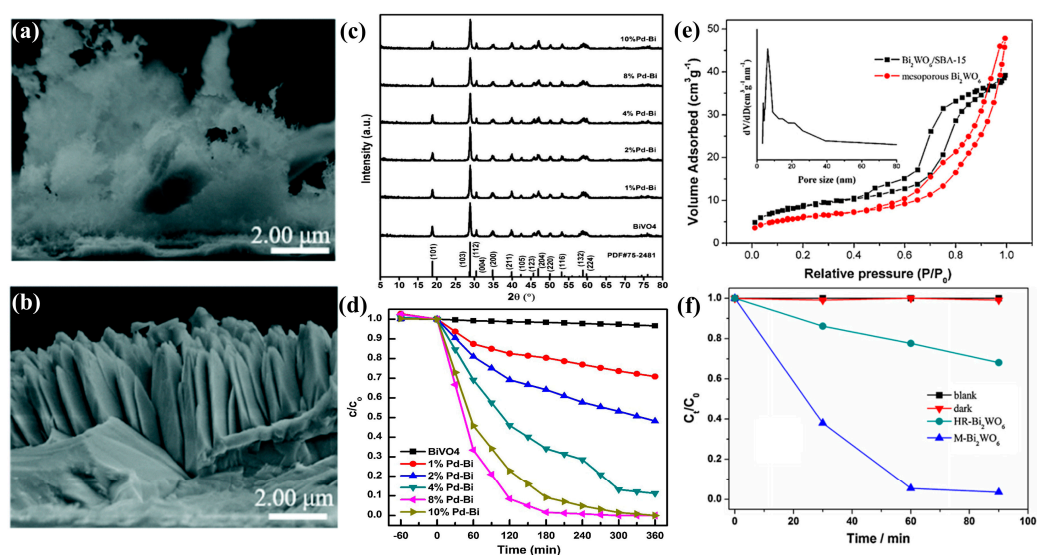 (a)
2.00 μm
(b)
2.00 μm
(c)
Intensity (a.u.)
10%Pd-Bi
8% Pd-Bi
4% Pd-Bi
2%Pd-Bi
1%Pd-Bi
BiVO4
PDF#75-2481
(101)
(103)
(112)
(004)
(200)
(211)
(105)
(123)
(204)
(220)
(116)
(132)
(224)
5 10 15 20 25 30 35 40 45 50 55 60 65 70 75 80
2θ (°)
(d)
c/c₀
1.0
0.9
0.8
0.7
0.6
0.5
0.4
0.3
0.2
0.1
0.0
BiVO4
1% Pd-Bi
2% Pd-Bi
4% Pd-Bi
8% Pd-Bi
10% Pd-Bi
-60 0 60 120 180 240 300 360
Time (min)
(e)
Volume Adsorbed (cm³g⁻¹)
50
40
30
20
10
0
Bi₂WO₆/SBA-15
mesoporous Bi₂WO₆
dV/dD(cm³g⁻¹nm⁻¹)
0 20 40 60 80
Pore size (nm)
0.0 0.2 0.4 0.6 0.8 1.0
Relative pressure (P/P₀)
(f)
Cₜ/C₀
1.0
0.8
0.6
0.4
0.2
0.0
blank
dark
HR-Bi₂WO₆
M-Bi₂WO₆
0 20 40 60 80 100
Time / min